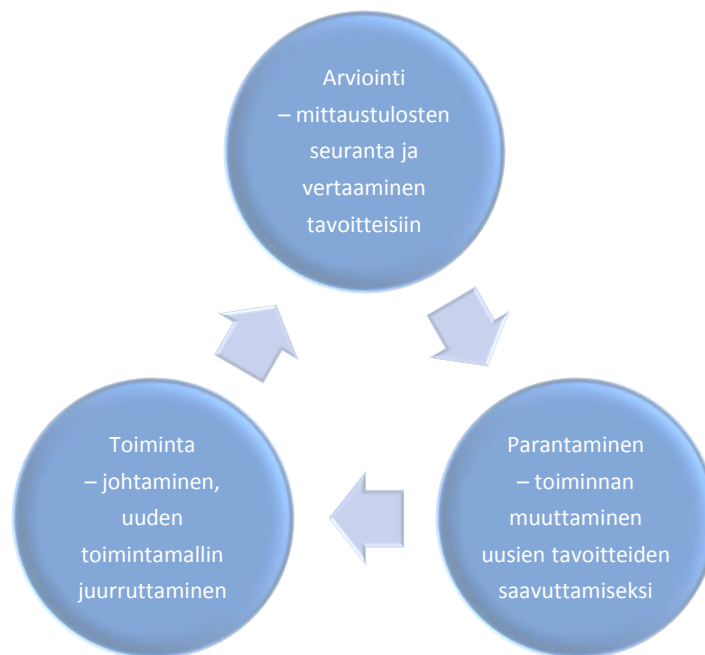 Arviointi
– mittaustulosten
seuranta ja
vertaaminen
tavoitteisiin
Toiminta
– johtaminen,
uuden
toimintamallin
juurruttaminen
Parantaminen
– toiminnan
muuttaminen
uusien tavoitteiden
saavuttamiseksi